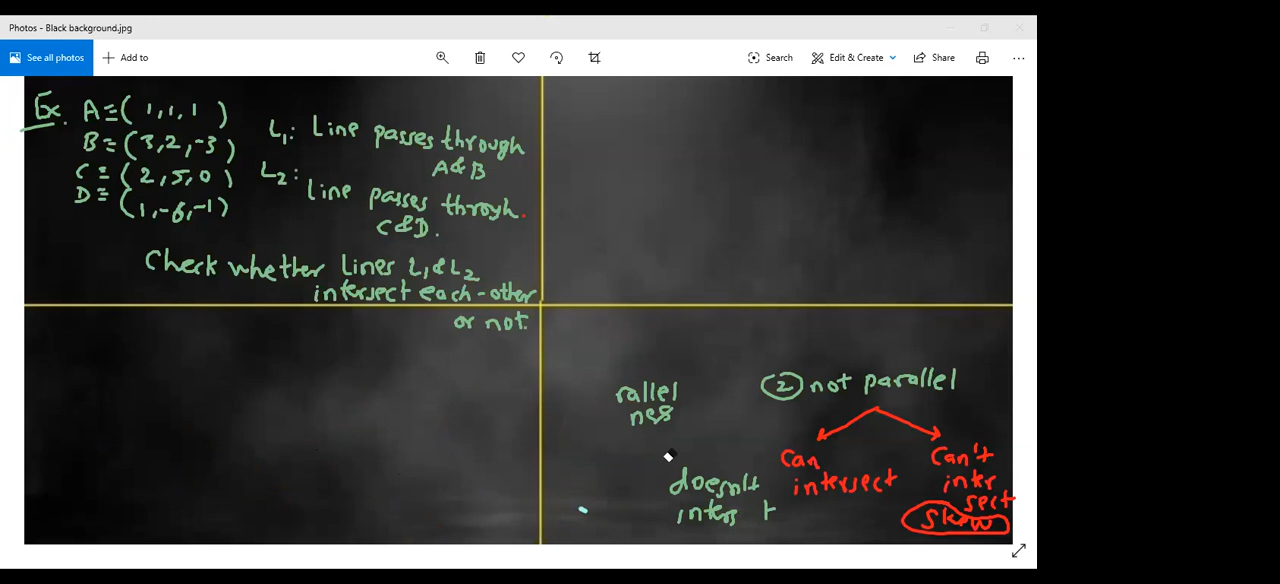 Photos - Black background.jpg
See all photos
Add to
Search
Edit & Create
Share
Ex. A ≡ ( 1, 1, 1 )
B ≡ (3, 2, -3 )
C ≡ ( 2, 5, 0 )
D ≡ (1, -6, -1)
L₁: Line passes through
A & B
L₂:
Line passes through.
C & D.
Check whether Lines L₁ & L₂
intersect each-other
or not.
rallel
nes
doesn't
② not parallel
Can
intersect
Can't
inter
sect
skew